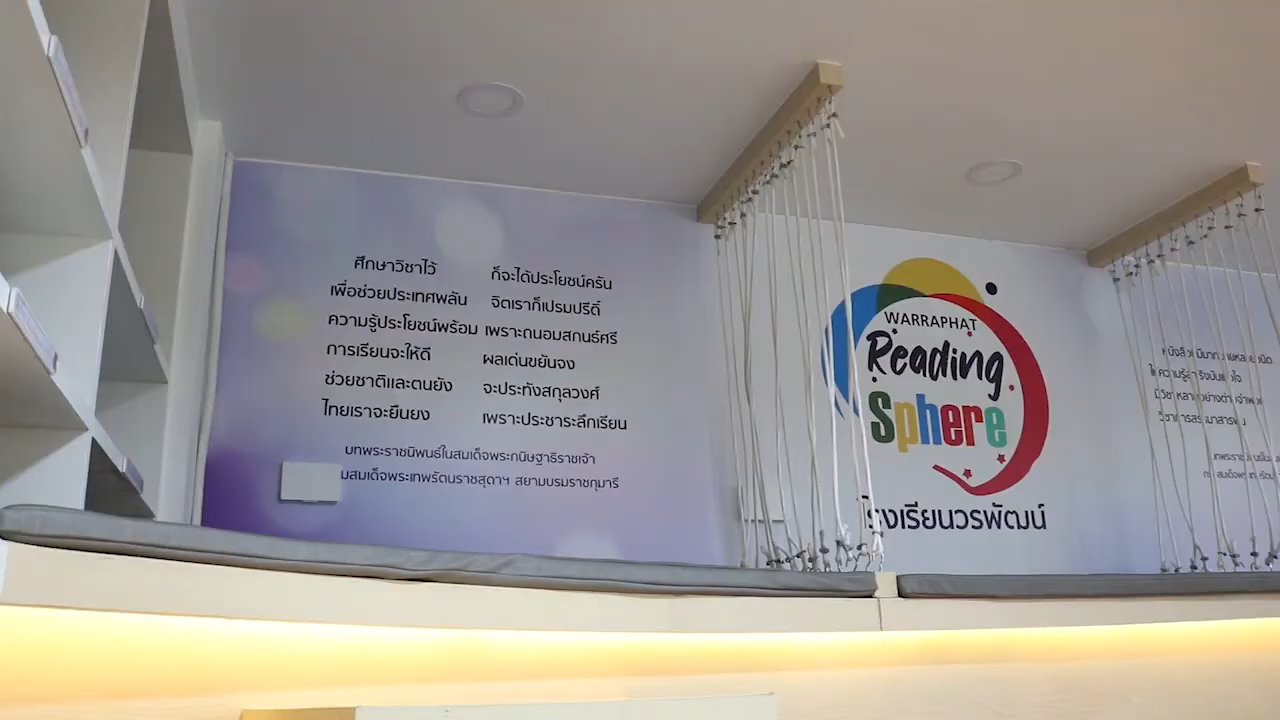 ศึกษาวิชาไว้ ก็จะได้ประโยชน์ครัน
เพื่อช่วยประเทศพลัน จิตเราก็เปรมปรีดิ์
ความรู้ประโยชน์พร้อม เพราะถนอมสกนธ์ศรี
การเรียนจะให้ดี ผลเด่นขยันจง
ช่วยชาติและตนยัง จะประทังสกุลวงศ์
ไทยเราจะยืนยง เพราะประชาระลึกเรียน
บทพระราชนิพนธ์ในสมเด็จพระกนิษฐาธิราชเจ้า
มสมเด็จพระเทพรัตนราชสุดาฯ สยามบรมราชกุมารี
WARRAPHAT
Reading
Sphere
โรงเรียนวรพัฒน์